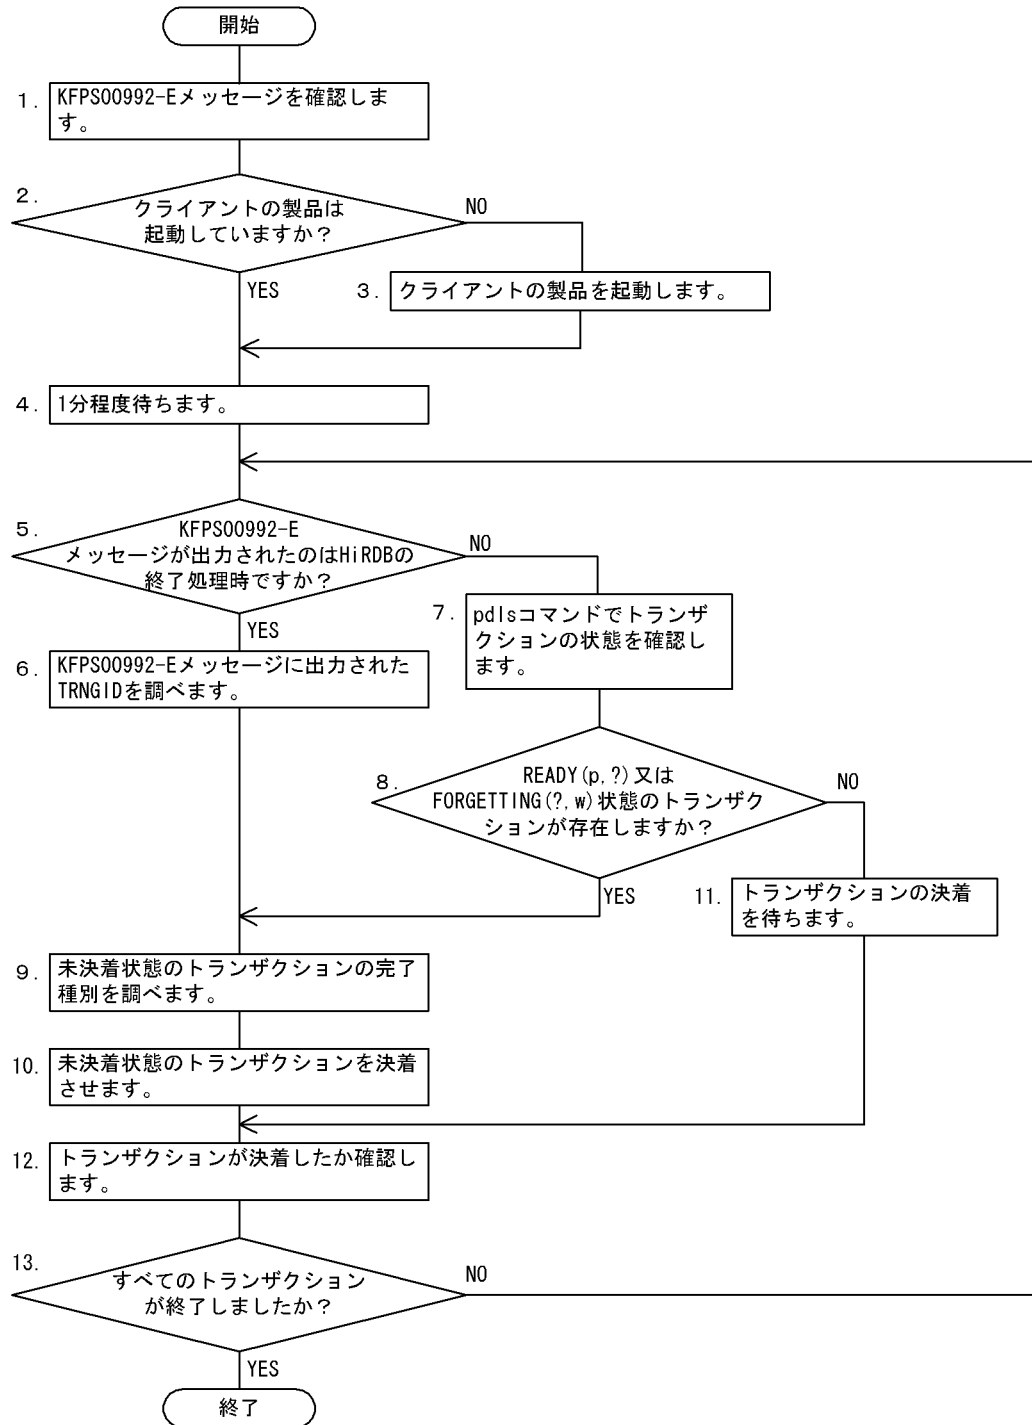 開始
1. KFPS00992-Eメッセージを確認しま
す。
2. クライアントの製品は
起動していますか？
NO
YES
3. クライアントの製品を起動します。
4. 1分程度待ちます。
5. KFPS00992-E
メッセージが出力されたのはHiRDBの
終了処理時ですか？
NO
YES
6. KFPS00992-Eメッセージに出力された
TRNGIDを調べます。
7. pdlsコマンドでトランザ
クションの状態を確認し
ます。
8. READY(p,?)又は
FORGETTING(?,w)状態のトランザク
ションが存在しますか？
NO
YES
11. トランザクションの決着
を待ちます。
9. 未決着状態のトランザクションの完了
種別を調べます。
10. 未決着状態のトランザクションを決着
させます。
12. トランザクションが決着したか確認し
ます。
13. すべてのトランザクション
が終了しましたか？
NO
YES
終了